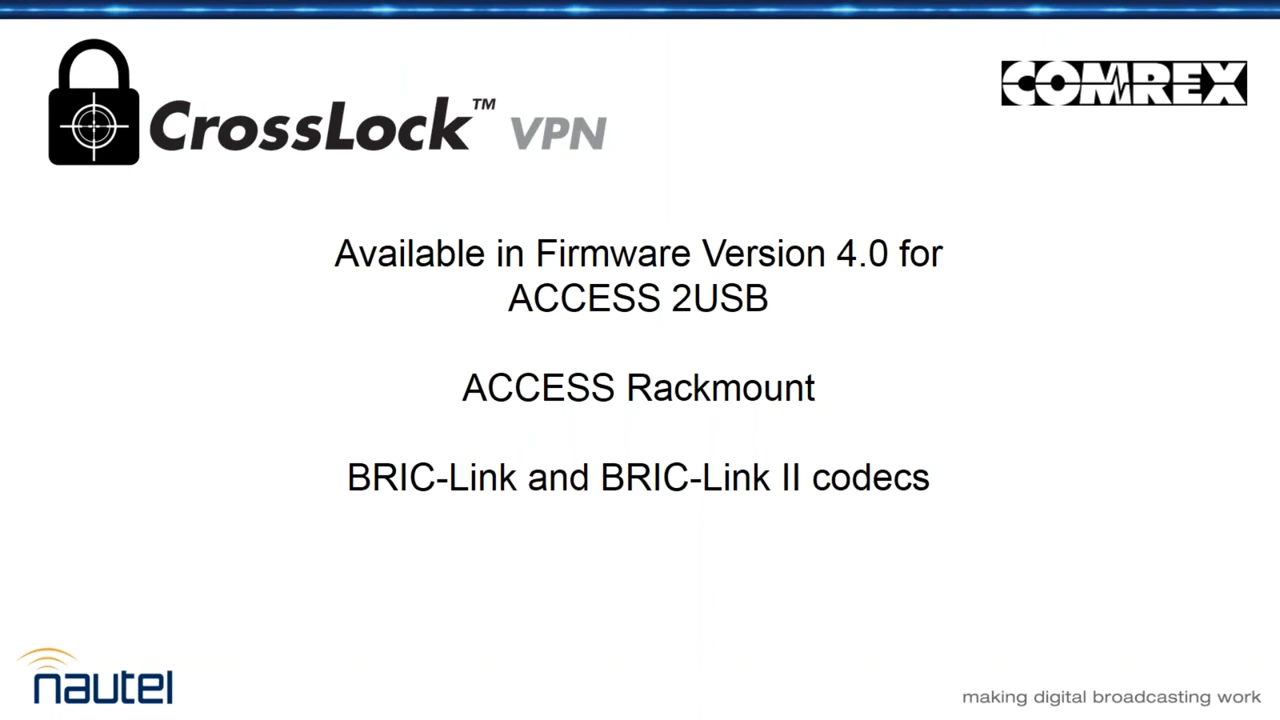 CrossLock™ VPN
COMREX
Available in Firmware Version 4.0 for
ACCESS 2USB
ACCESS Rackmount
BRIC-Link and BRIC-Link II codecs
nautel
making digital broadcasting work